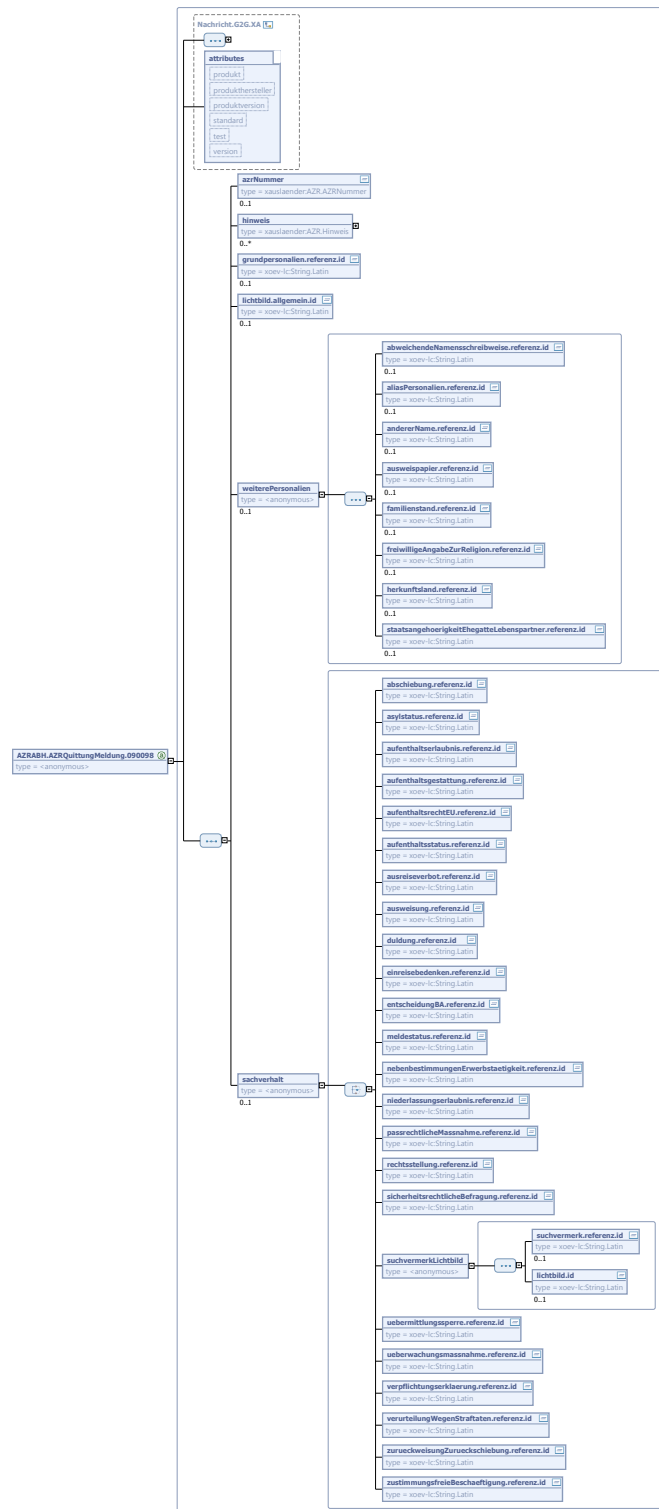 Nachricht.G2G.XA
attributes
produkt
produkthersteller
produktversion
standard
test
version
azrNummer
type = xauslaender:AZR.AZRNummer
0..1
hinweis
type = xauslaender:AZR.Hinweis
0..*
grundpersonalien.referenz.id
type = xoev-lc:String.Latin
0..1
lichtbild.allgemein.id
type = xoev-lc:String.Latin
0..1
abweichendeNamensschreibweise.referenz.id
type = xoev-lc:String.Latin
0..1
aliasPersonalien.referenz.id
type = xoev-lc:String.Latin
0..1
andererName.referenz.id
type = xoev-lc:String.Latin
0..1
ausweispapier.referenz.id
type = xoev-lc:String.Latin
0..1
weiterePersonalien
type = <anonymous>
0..1
familienstand.referenz.id
type = xoev-lc:String.Latin
0..1
freiwilligeAngabeZurReligion.referenz.id
type = xoev-lc:String.Latin
0..1
herkunftsland.referenz.id
type = xoev-lc:String.Latin
0..1
staatsangehoerigkeitEhegatteLebenspartner.referenz.id
type = xoev-lc:String.Latin
0..1
abschiebung.referenz.id
type = xoev-lc:String.Latin
asylstatus.referenz.id
type = xoev-lc:String.Latin
AZRABH.AZRQuittungMeldung.090098
type = <anonymous>
aufenthaltserlaubnis.referenz.id
type = xoev-lc:String.Latin
aufenthaltsgestattung.referenz.id
type = xoev-lc:String.Latin
aufenthaltsrechtEU.referenz.id
type = xoev-lc:String.Latin
aufenthaltsstatus.referenz.id
type = xoev-lc:String.Latin
ausreiseverbot.referenz.id
type = xoev-lc:String.Latin
ausweisung.referenz.id
type = xoev-lc:String.Latin
duldung.referenz.id
type = xoev-lc:String.Latin
einreisebedenken.referenz.id
type = xoev-lc:String.Latin
entscheidungBA.referenz.id
type = xoev-lc:String.Latin
meldestatus.referenz.id
type = xoev-lc:String.Latin
sachverhalt
type = <anonymous>
0..1
nebenbestimmungenErwerbstaetigkeit.referenz.id
type = xoev-lc:String.Latin
niederlassungserlaubnis.referenz.id
type = xoev-lc:String.Latin
passrechtlicheMassnahme.referenz.id
type = xoev-lc:String.Latin
rechtsstellung.referenz.id
type = xoev-lc:String.Latin
sicherheitsrechtlicheBefragung.referenz.id
type = xoev-lc:String.Latin
suchvermerkLichtbild
type = <anonymous>
suchvermerk.referenz.id
type = xoev-lc:String.Latin
0..1
lichtbild.id
type = xoev-lc:String.Latin
0..1
uebermittlungssperre.referenz.id
type = xoev-lc:String.Latin
ueberwachungsmassnahme.referenz.id
type = xoev-lc:String.Latin
verpflichtungserklaerung.referenz.id
type = xoev-lc:String.Latin
verurteilungWegenStraftaten.referenz.id
type = xoev-lc:String.Latin
zurueckweisungZurueckschiebung.referenz.id
type = xoev-lc:String.Latin
zustimmungsfreieBeschaeftigung.referenz.id
type = xoev-lc:String.Latin